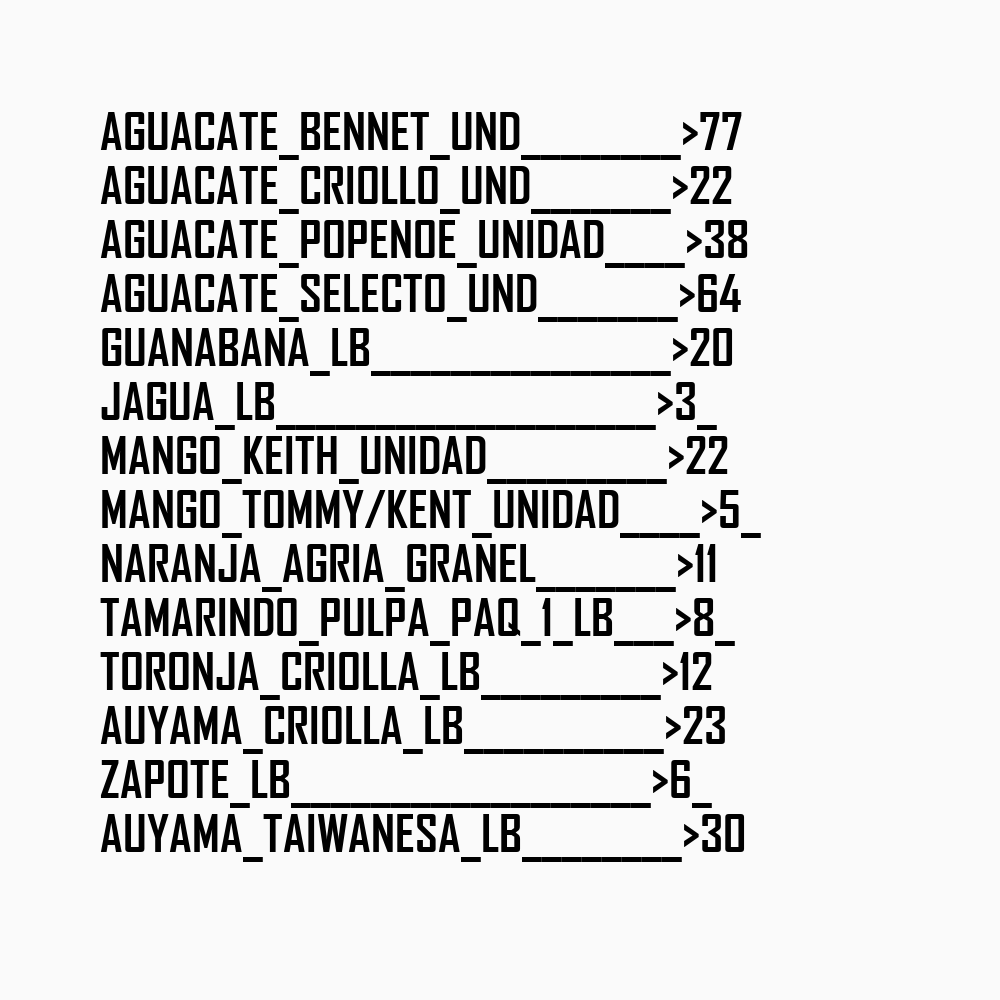 AGUACATE_BENNET_UND________>77
AGUACATE_CRIOLLO_UND_______>22
AGUACATE_POPENOE_UNIDAD____>38
AGUACATE_SELECTO_UND_______>64
GUANABANA_LB_______________>20
JAGUA_LB___________________>3_
MANGO_KEITH_UNIDAD_________>22
MANGO_TOMMY/KENT_UNIDAD____>5_
NARANJA_AGRIA_GRANEL_______>11
TAMARINDO_PULPA_PAQ_1_LB___>8_
TORONJA_CRIOLLA_LB_________>12
AUYAMA_CRIOLLA_LB__________>23
ZAPOTE_LB__________________>6_
AUYAMA_TAIWANESA_LB________>30